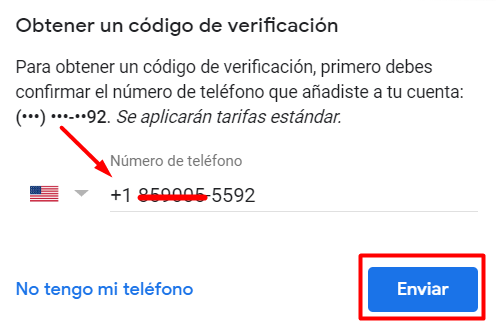 Obtener un código de verificación
Para obtener un código de verificación, primero debes
confirmar el número de teléfono que añadiste a tu cuenta:
(•••) •••-••92. Se aplicarán tarifas estándar.
Número de teléfono
+1 -5592
No tengo mi teléfono
Enviar